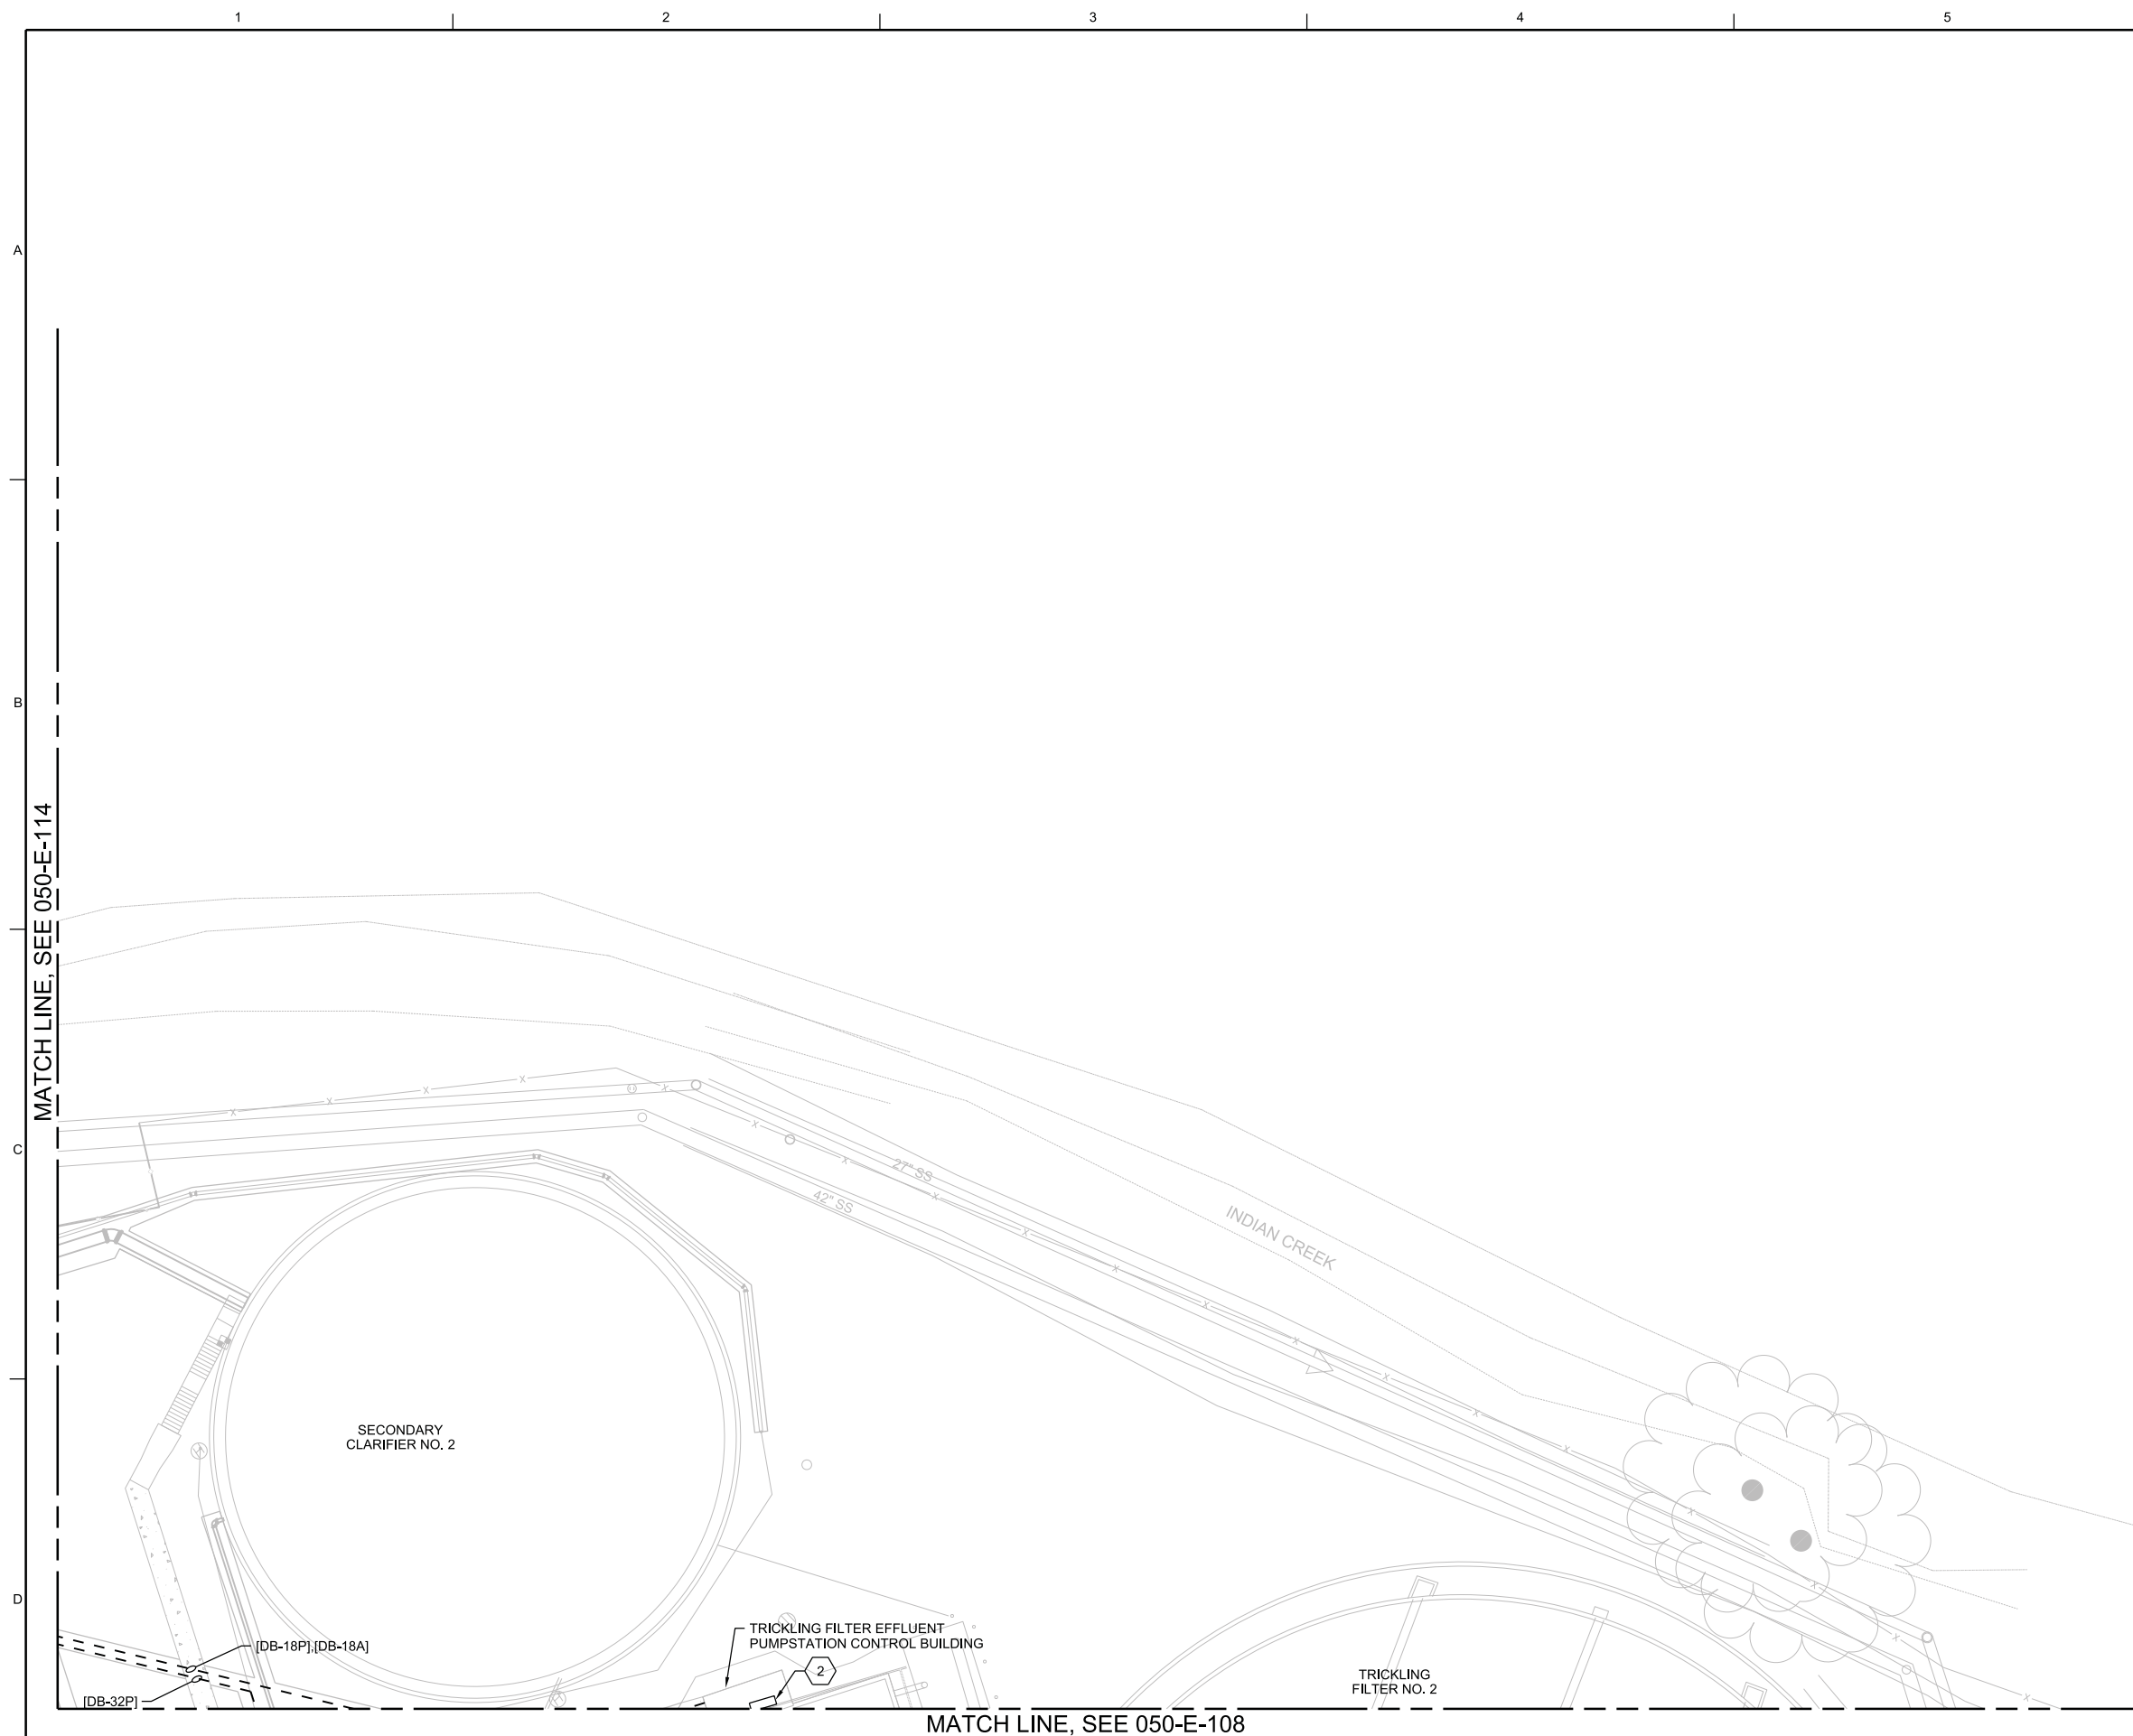 1
2
3
4
5
A
B
MATCH LINE, SEE 050-E-114
C
27" SS
42" SS
INDIAN CREEK
SECONDARY
CLARIFIER NO. 2
D
TRICKLING FILTER EFFLUENT
PUMPSTATION CONTROL BUILDING
[DB-18P],[DB-18A]
2
TRICKLING
FILTER NO. 2
[DB-32P]
MATCH LINE, SEE 050-E-108